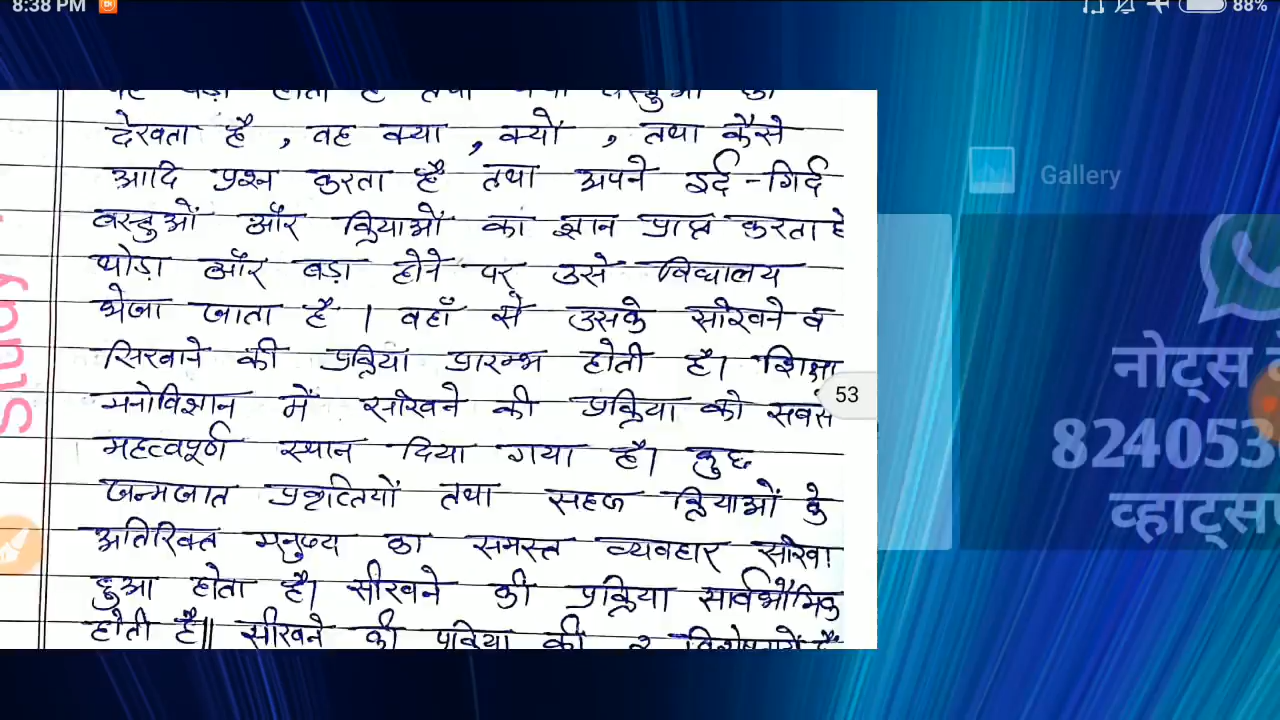 8:38 PM
88%
देखता है , वह क्या , क्यों , तथा कैसे
आदि प्रश्न करता है तथा अपने इर्द-गिर्द
वस्तुओं और क्रियाओं का ज्ञान प्राप्त करता है
थोड़ा और बड़ा होने पर उसे विद्यालय
भेजा जाता है । वहाँ से उसके सीखने व
सिखाने की प्रक्रिया प्रारम्भ होती है। शिक्षा
मनोविज्ञान में सीखने की प्रक्रिया को सबसे
महत्वपूर्ण स्थान दिया गया है। कुछ
जन्मजात प्रवृत्तियों तथा सहज क्रियाओं के
अतिरिक्त मनुष्य का समस्त व्यवहार सीखा
हुआ होता है। सीखने की प्रक्रिया सार्वभौमिक
होती है॥ सीखने की प्रक्रिया की
53
Study
Gallery
नोट्स
824053
व्हाट्स